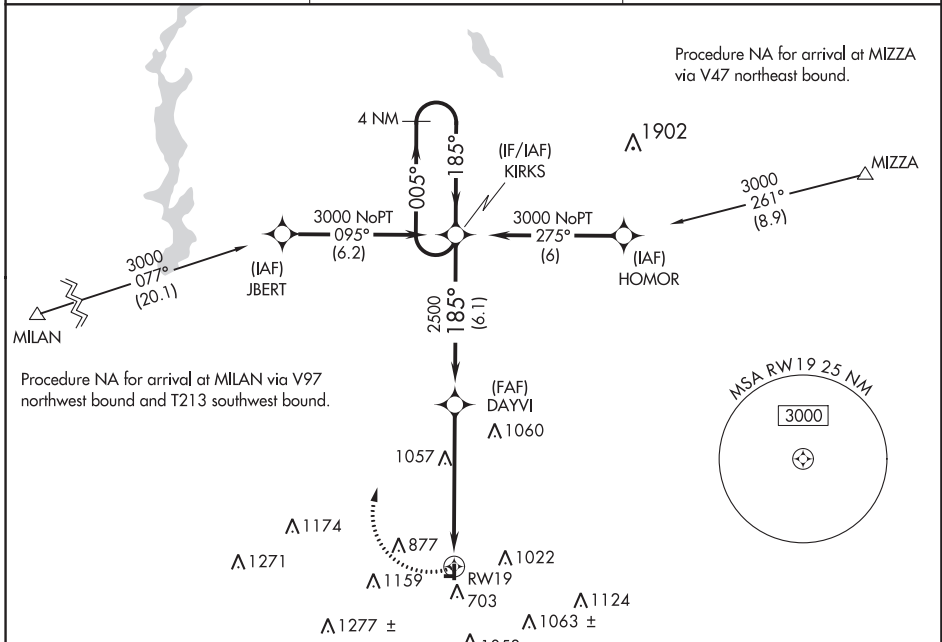 Procedure NA for arrival at MIZZA
via V47 northeast bound.
4 NM
1902
185°
005°
(IF/IAF)
KIRKS
MIZZA
3000
261°
(8.9)
3000 NoPT
095°
(6.2)
3000 NoPT
275°
(6)
(IAF)
JBERT
(IAF)
HOMOR
3000
077°
(20.1)
MILAN
2500
185°
(6.1)
Procedure NA for arrival at MILAN via V97
northwest bound and T213 southwest bound.
(FAF)
DAYVI
MSA RW19 25 NM
3000
1060
1057
1174
877
1271
1022
1159
RW19
703
1124
1063 ±
1277 ±